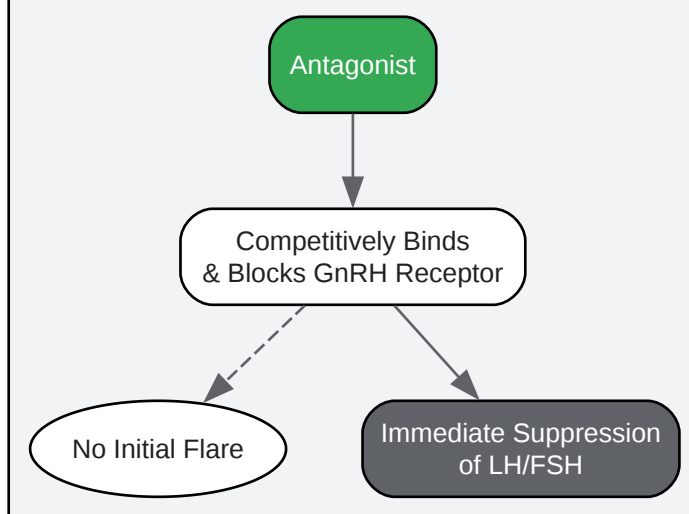 Antagonist
Competitively Binds
& Blocks GnRH Receptor
No Initial Flare
Immediate Suppression
of LH/FSH